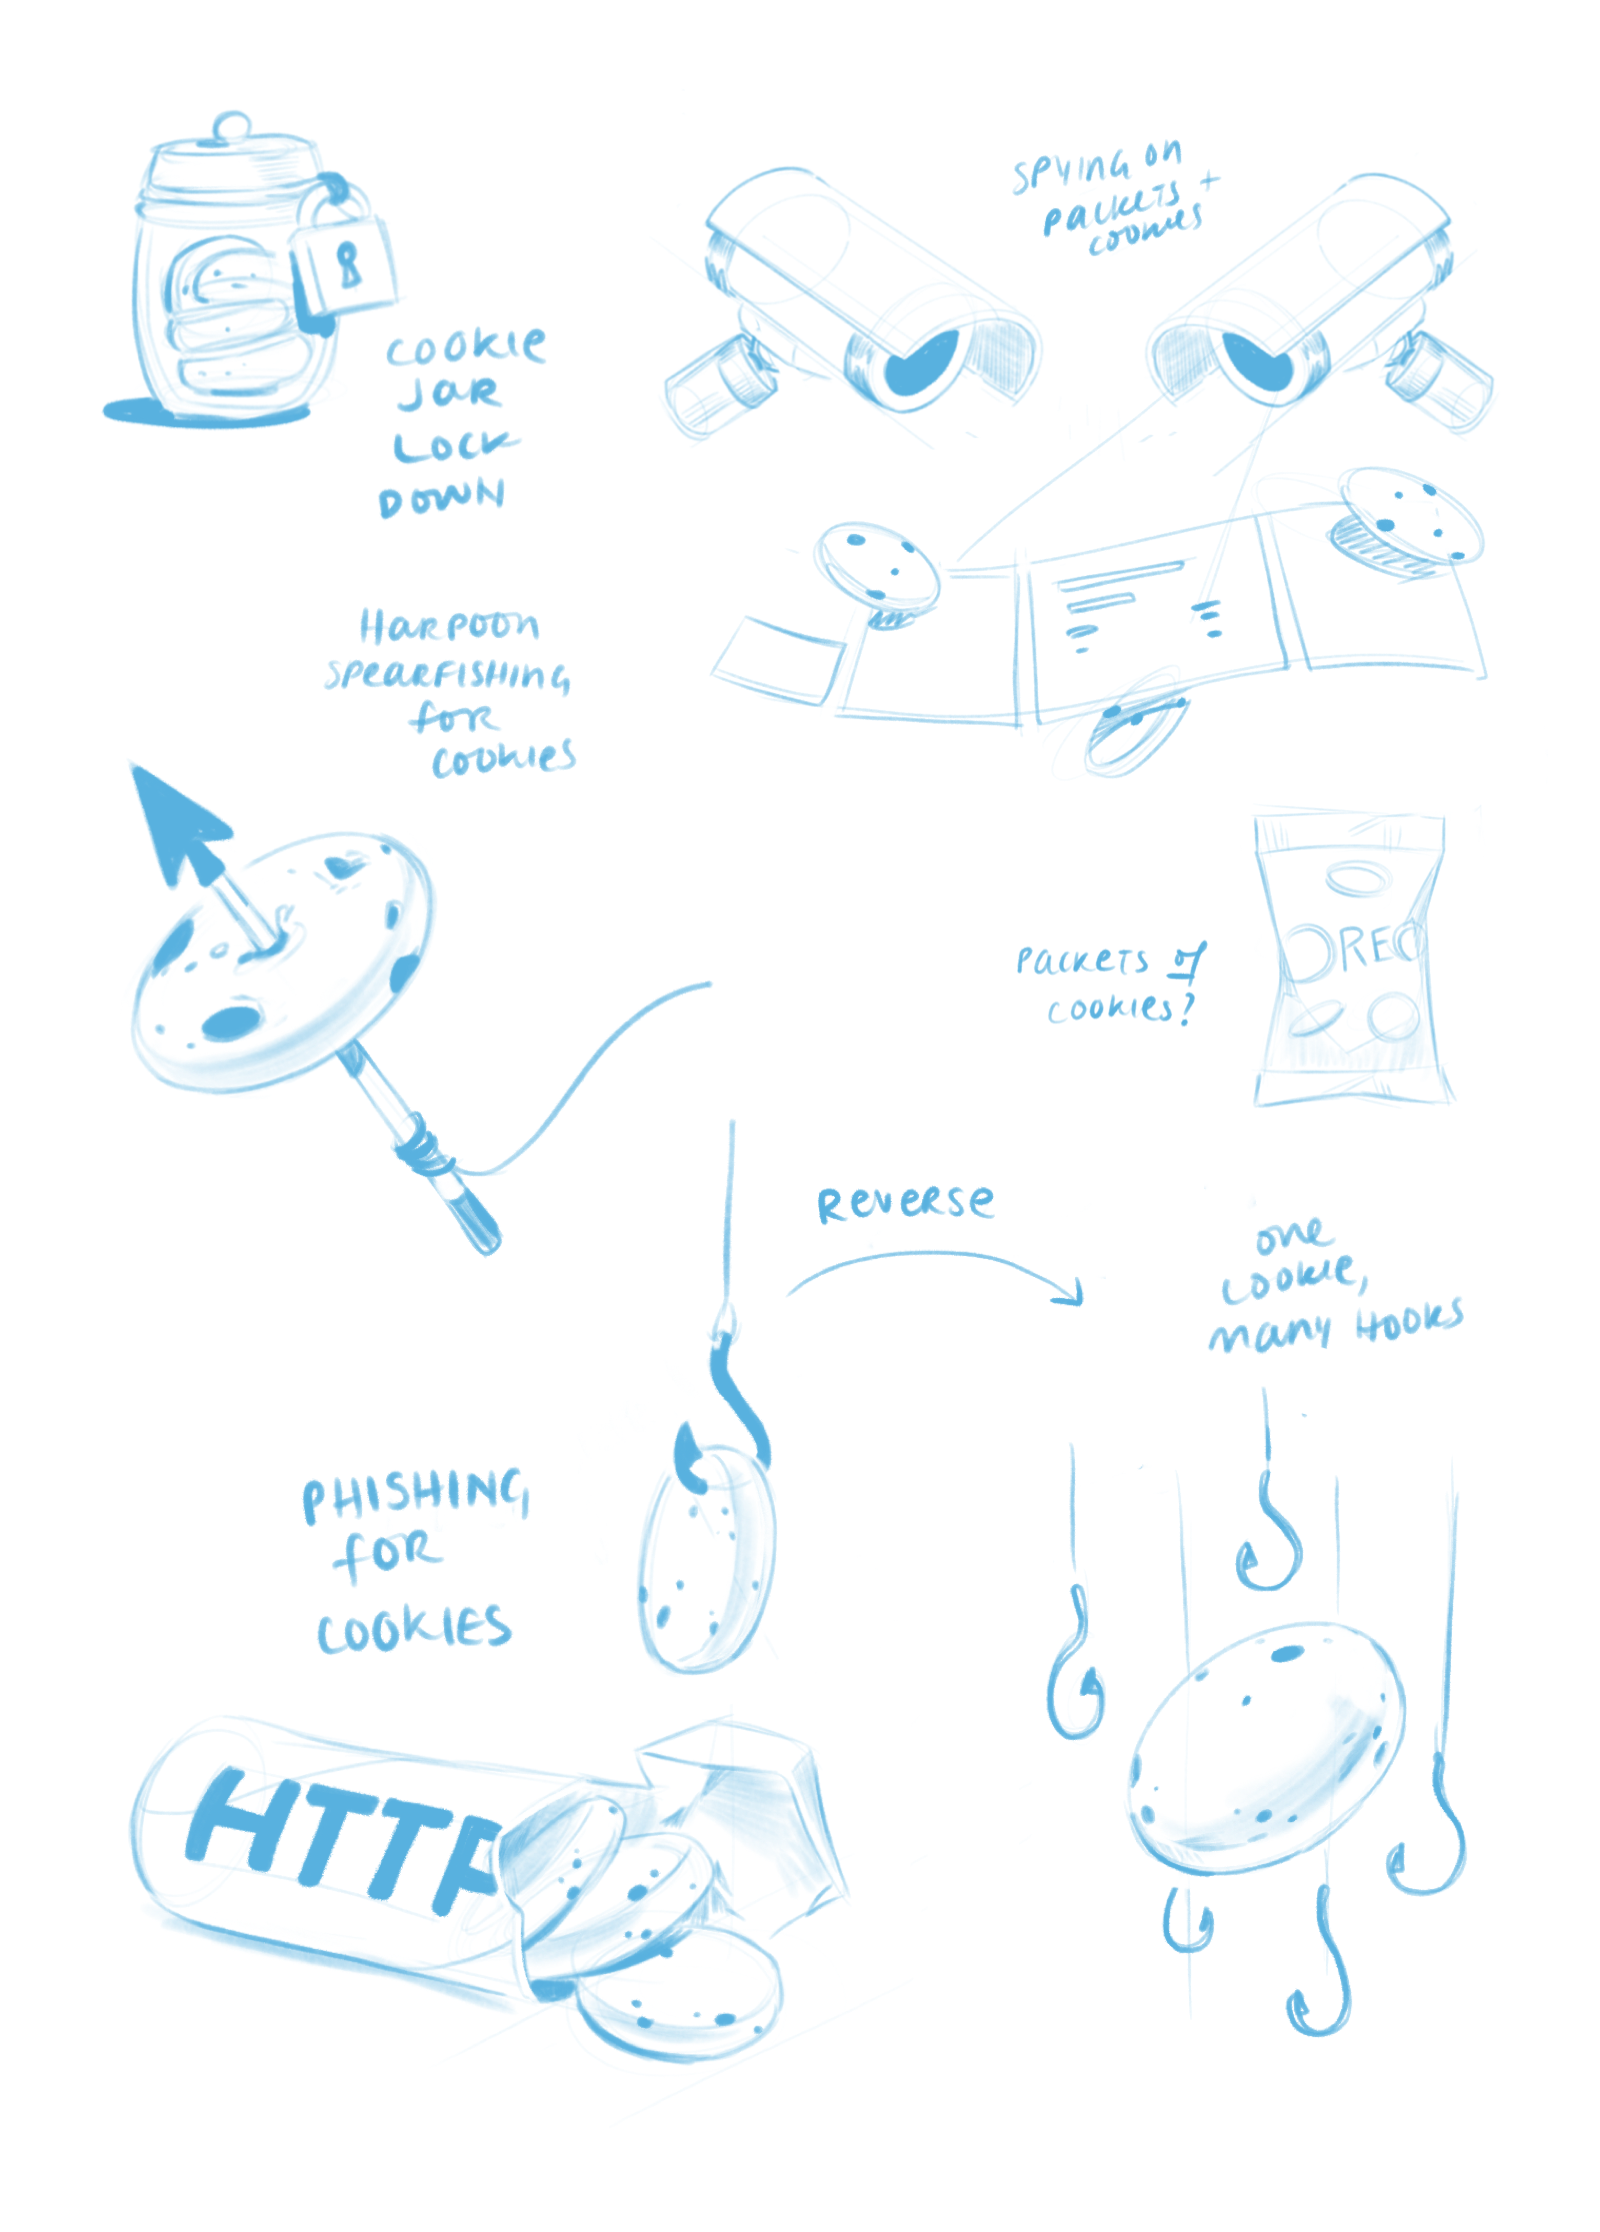 SPYING ON
PACKETS +
COOKIES
COOKIE
JAR
LOCK
DOWN
HARPOON
SPEARFISHING
for
COOKIES
OREO
PACKETS of
COOKIES?
REVERSE
one
COOKIE,
many HOOKS
PHISHING
for
COOKIES
HTTP